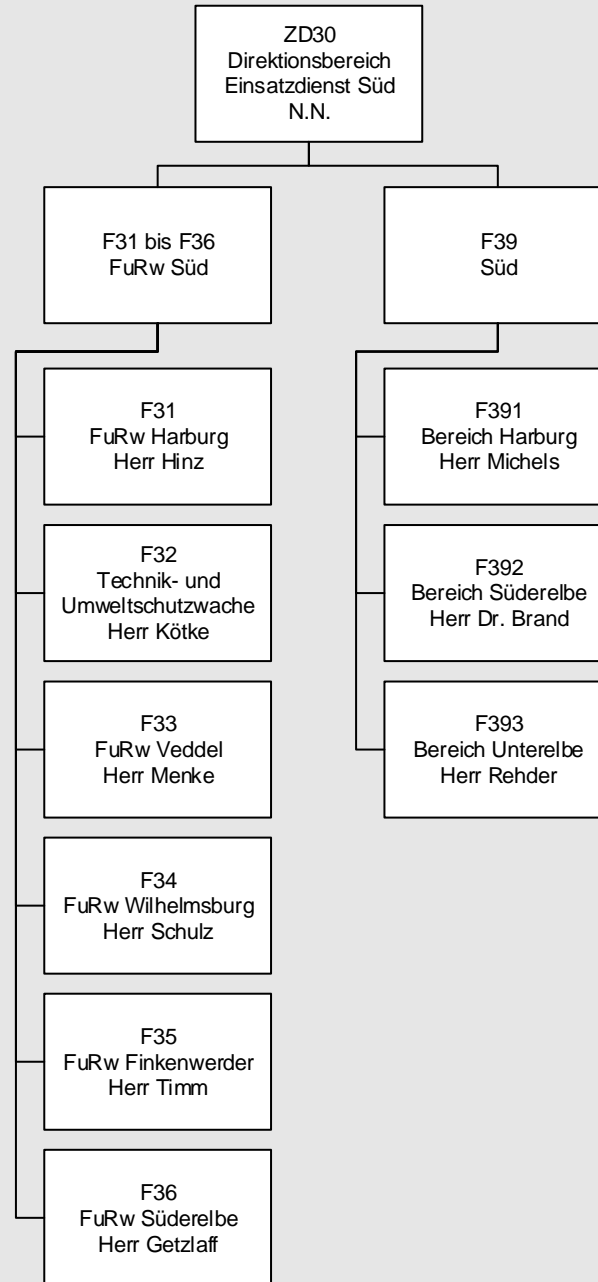 ZD30
Direktionsbereich
Einsatzdienst Süd
N.N.
F31 bis F36
FuRw Süd
F31
FuRw Harburg
Herr Hinz
F32
Technik- und
Umweltschutzwache
Herr Kötke
F33
FuRw Veddel
Herr Menke
F34
FuRw Wilhelmsburg
Herr Schulz
F35
FuRw Finkenwerder
Herr Timm
F36
FuRw Süderelbe
Herr Getzlaff
F39
Süd
F391
Bereich Harburg
Herr Michels
F392
Bereich Süderelbe
Herr Dr. Brand
F393
Bereich Unterelbe
Herr Rehder